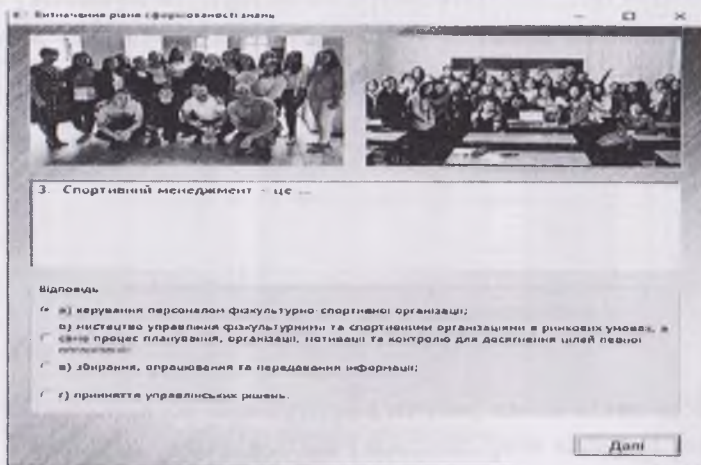 Визначення рівня сформованості знань
3. Спортивний менеджмент – це ...
Відповідь
а) керування персоналом фізкультурно-спортивної організації;
б) мистецтво управління фізкультурними та спортивними організаціями в ринкових умовах, а
саме процес планування, організації, мотивації та контролю для досягнення цілей певної
в) збирання, опрацювання та передавання інформації;
г) прийняття управлінських рішень.
Далі